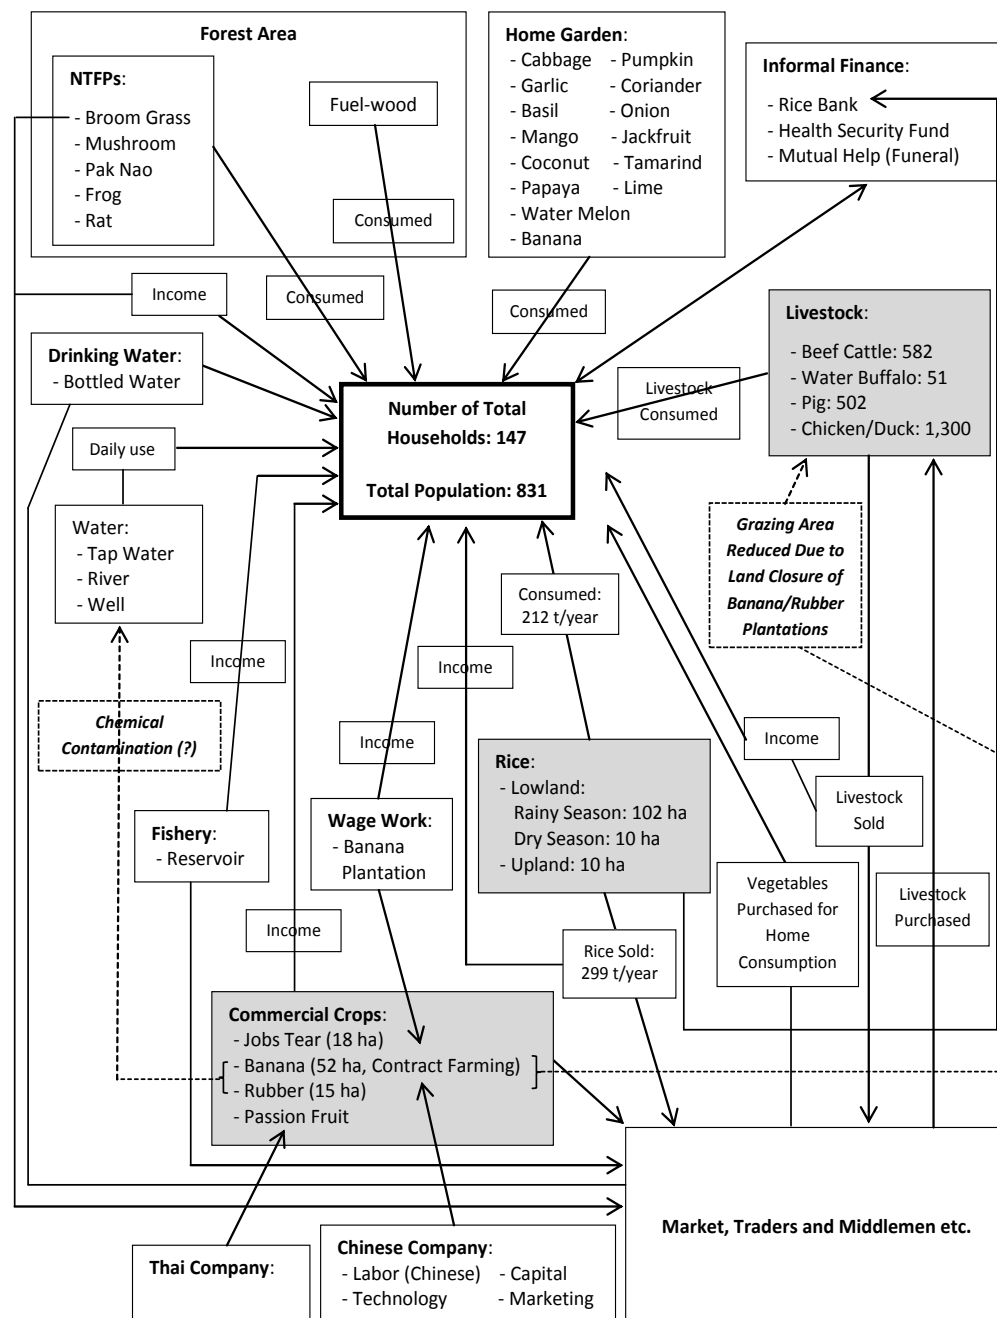 Forest Area
NTFPs:
- Broom Grass
- Mushroom
- Pak Nao
- Frog
- Rat
Fuel-wood
Consumed
Home Garden:
- Cabbage - Pumpkin
- Garlic - Coriander
- Basil - Onion
- Mango - Jackfruit
- Coconut - Tamarind
- Papaya - Lime
- Water Melon
- Banana
Informal Finance:
- Rice Bank
- Health Security Fund
- Mutual Help (Funeral)
Income
Consumed
Consumed
Livestock:
- Beef Cattle: 582
- Water Buffalo: 51
- Pig: 502
- Chicken/Duck: 1,300
Drinking Water:
- Bottled Water
Number of Total
Households: 147
Total Population: 831
Livestock
Consumed
Daily use
Water:
- Tap Water
- River
- Well
Grazing Area
Reduced Due to
Land Closure of
Banana/Rubber
Plantations
Consumed:
212 t/year
Income
Income
Chemical
Contamination (?)
Income
Income
Rice:
- Lowland:
Rainy Season: 102 ha
Dry Season: 10 ha
- Upland: 10 ha
Livestock
Sold
Fishery:
- Reservoir
Wage Work:
- Banana
Plantation
Vegetables
Purchased for
Home
Consumption
Livestock
Purchased
Income
Rice Sold:
299 t/year
Commercial Crops:
- Jobs Tear (18 ha)
- Banana (52 ha, Contract Farming)
- Rubber (15 ha)
- Passion Fruit
Market, Traders and Middlemen etc.
Thai Company:
Chinese Company:
- Labor (Chinese) - Capital
- Technology - Marketing